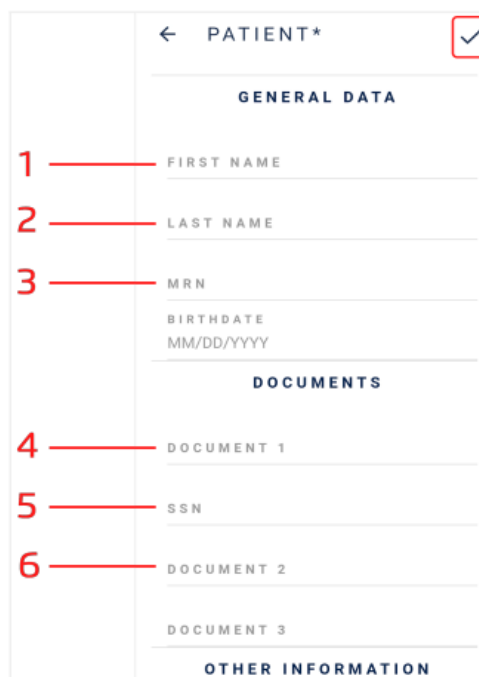 ← PATIENT* ✓
GENERAL DATA
1 FIRST NAME
2 LAST NAME
3 MRN
BIRTHDATE
MM/DD/YYYY
DOCUMENTS
4 DOCUMENT 1
5 SSN
6 DOCUMENT 2
DOCUMENT 3
OTHER INFORMATION